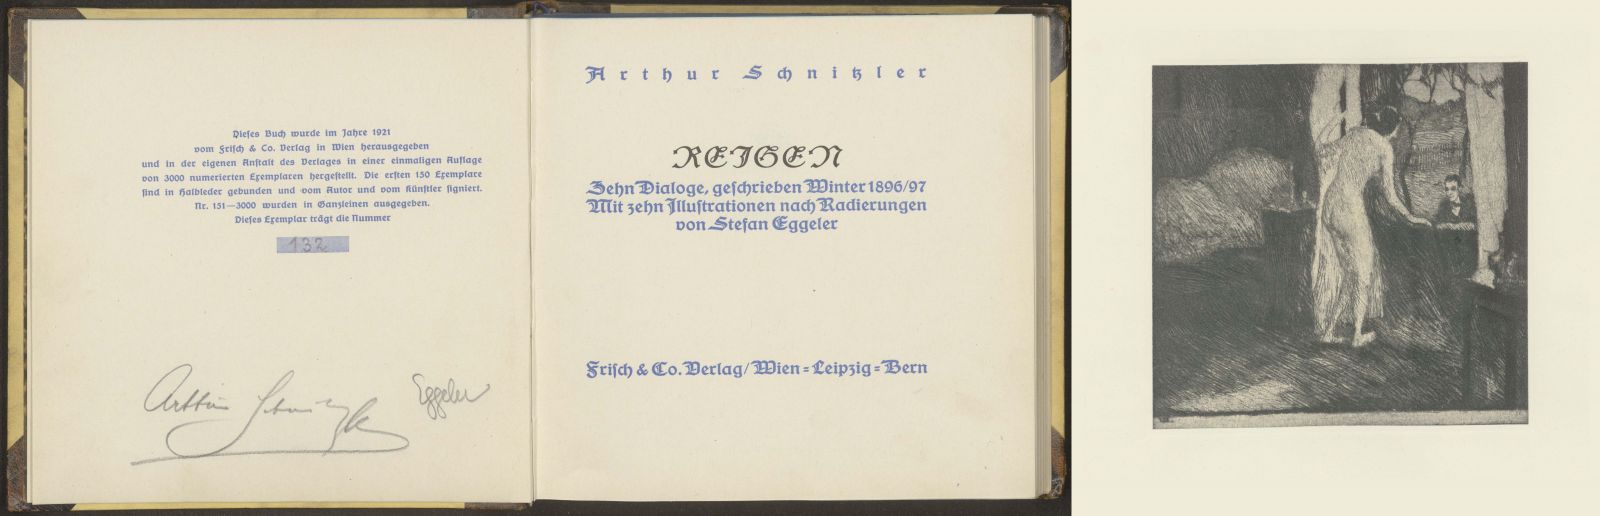 Dieses Buch wurde im Jahre 1921
vom Frisch & Co. Verlag in Wien herausgegeben
und in der eigenen Anstalt des Verlages in einer einmaligen Auflage
von 3000 numerierten Exemplaren hergestellt. Die ersten 150 Exemplare
sind in Halbleder gebunden und vom Autor und vom Künstler signiert.
Nr. 151—3000 wurden in Ganzleinen ausgegeben.
Dieses Exemplar trägt die Nummer
132
Arthur Schnitzler
Eggeler
Arthur Schnitzler
REIGEN
Zehn Dialoge, geschrieben Winter 1896/97
Mit zehn Illustrationen nach Radierungen
von Stefan Eggeler
Frisch & Co. Verlag/Wien=Leipzig=Bern